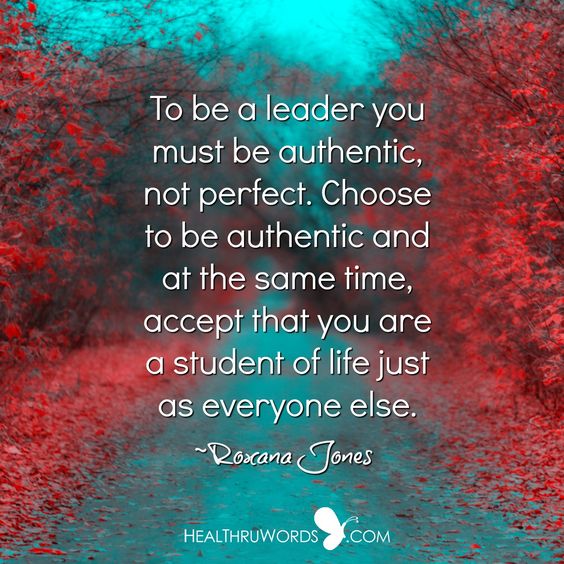 To be a leader you
must be authentic,
not perfect. Choose
to be authentic and
at the same time,
accept that you are
a student of life just
as everyone else.
~Roxana Jones
HEALTHRUWORDS.COM